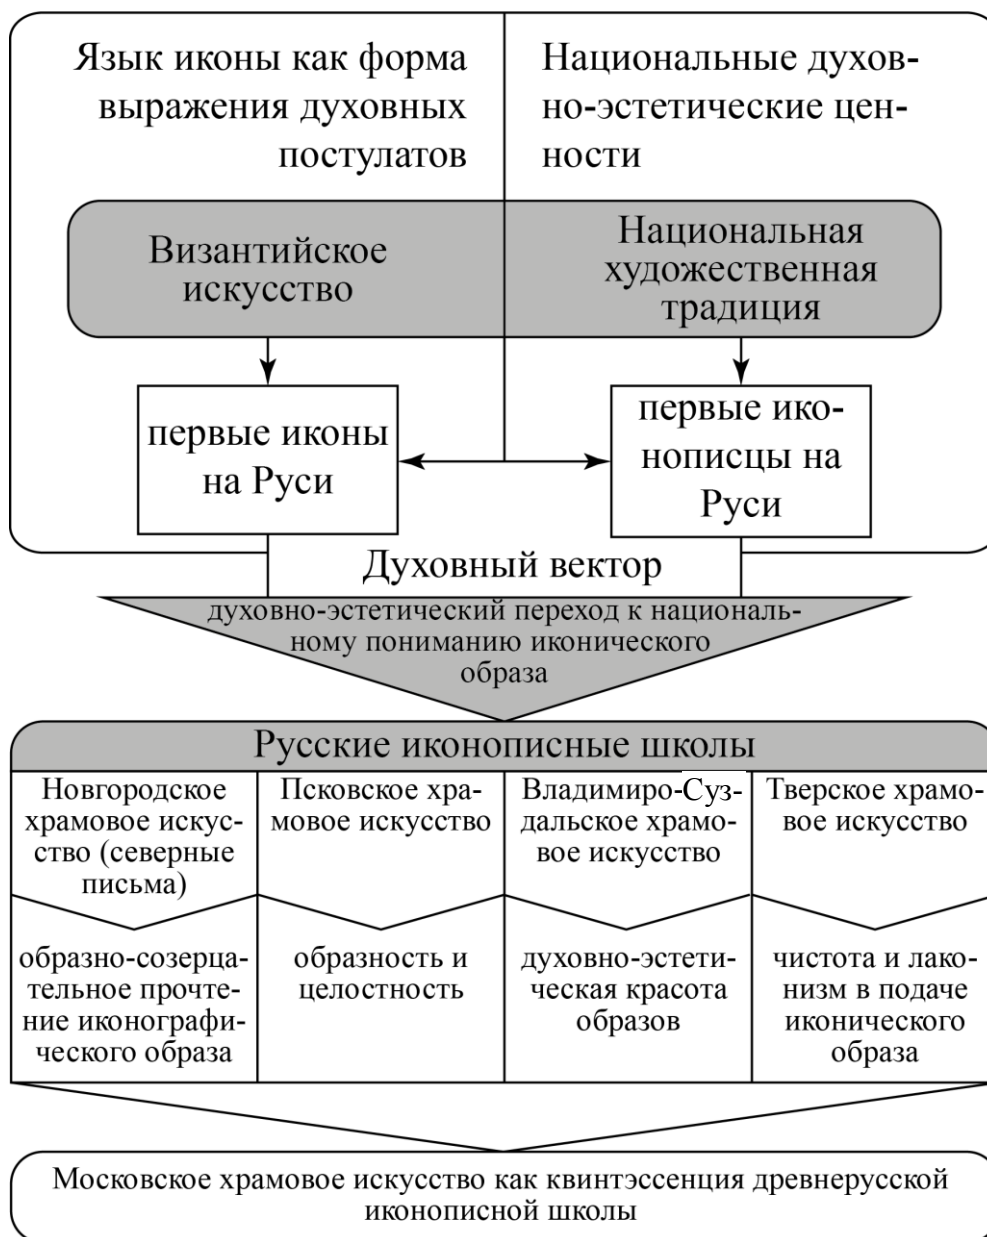 Язык иконы как форма
выражения духовных
постулатов
Национальные духов-
но-эстетические цен-
ности
Византийское
искусство
Национальная
художественная
традиция
первые иконы
на Руси
первые ико-
нописцы на
Руси
Духовный вектор
духовно-эстетический переход к националь-
ному пониманию иконического
образа
Русские иконописные школы
Новгородское
храмовое искус-
ство (северные
письма)
Псковское хра-
мовое искусство
Владимиро-Суз-
дальское храмо-
вое искусство
Тверское храмо-
вое искусство
образно-созерца-
тельное прочте-
ние иконографи-
ческого образа
образность и
целостность
духовно-эстети-
ческая красота
образов
чистота и лако-
низм в подаче
иконического
образа
Московское храмовое искусство как квинтэссенция древнерусской
иконописной школы